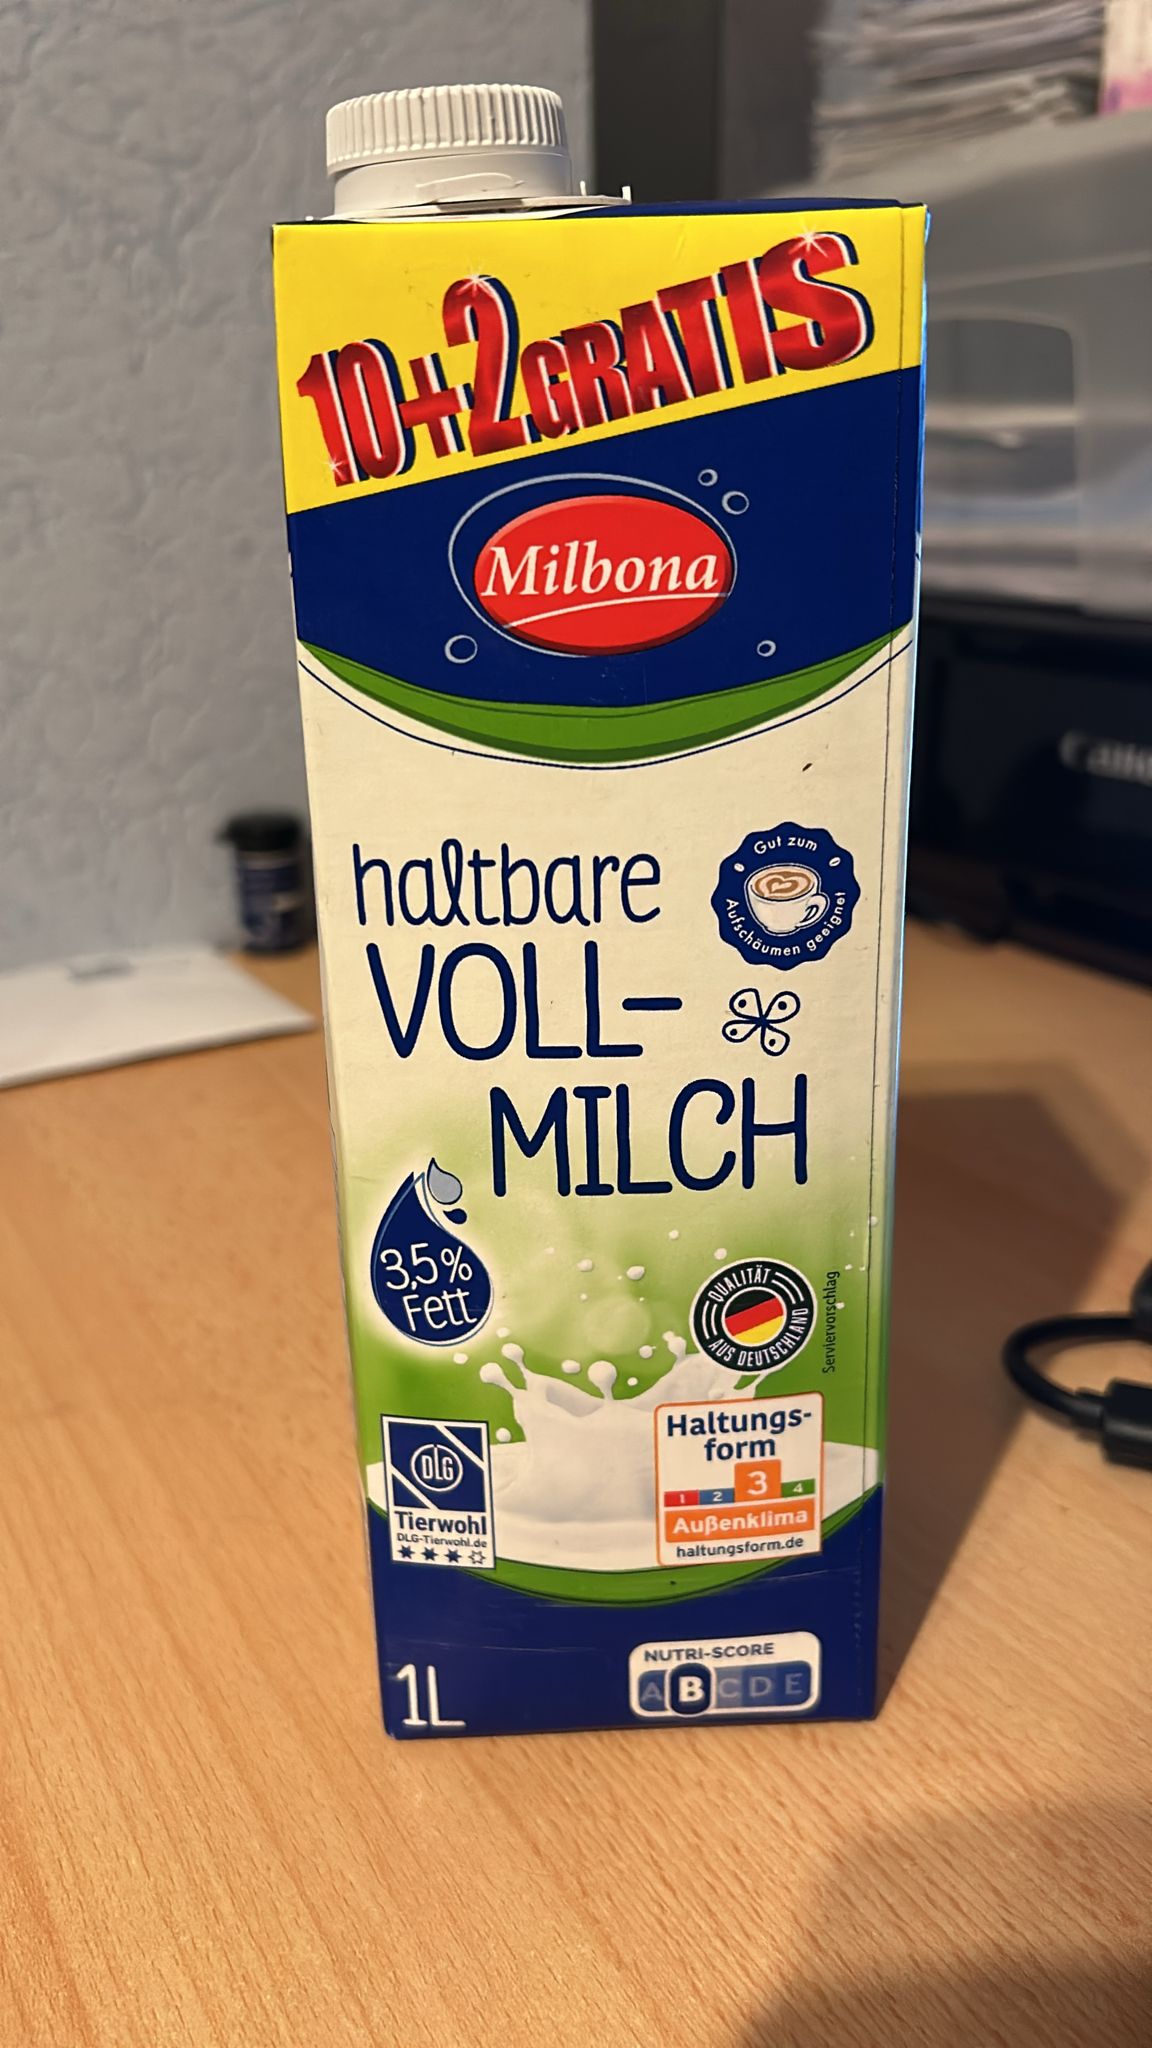 10+2 GRATIS
Milbona
haltbare
VOLL-
MILCH
Gut zum
Aufschäumen geeignet
3,5%
Fett
QUALITÄT
AUS DEUTSCHLAND
Serviervorschlag
DLG
Tierwohl
DLG-Tierwohl.de
Haltungs-
form
1 2 3 4
Außenklima
haltungsform.de
1L
NUTRI-SCORE
A B C D E